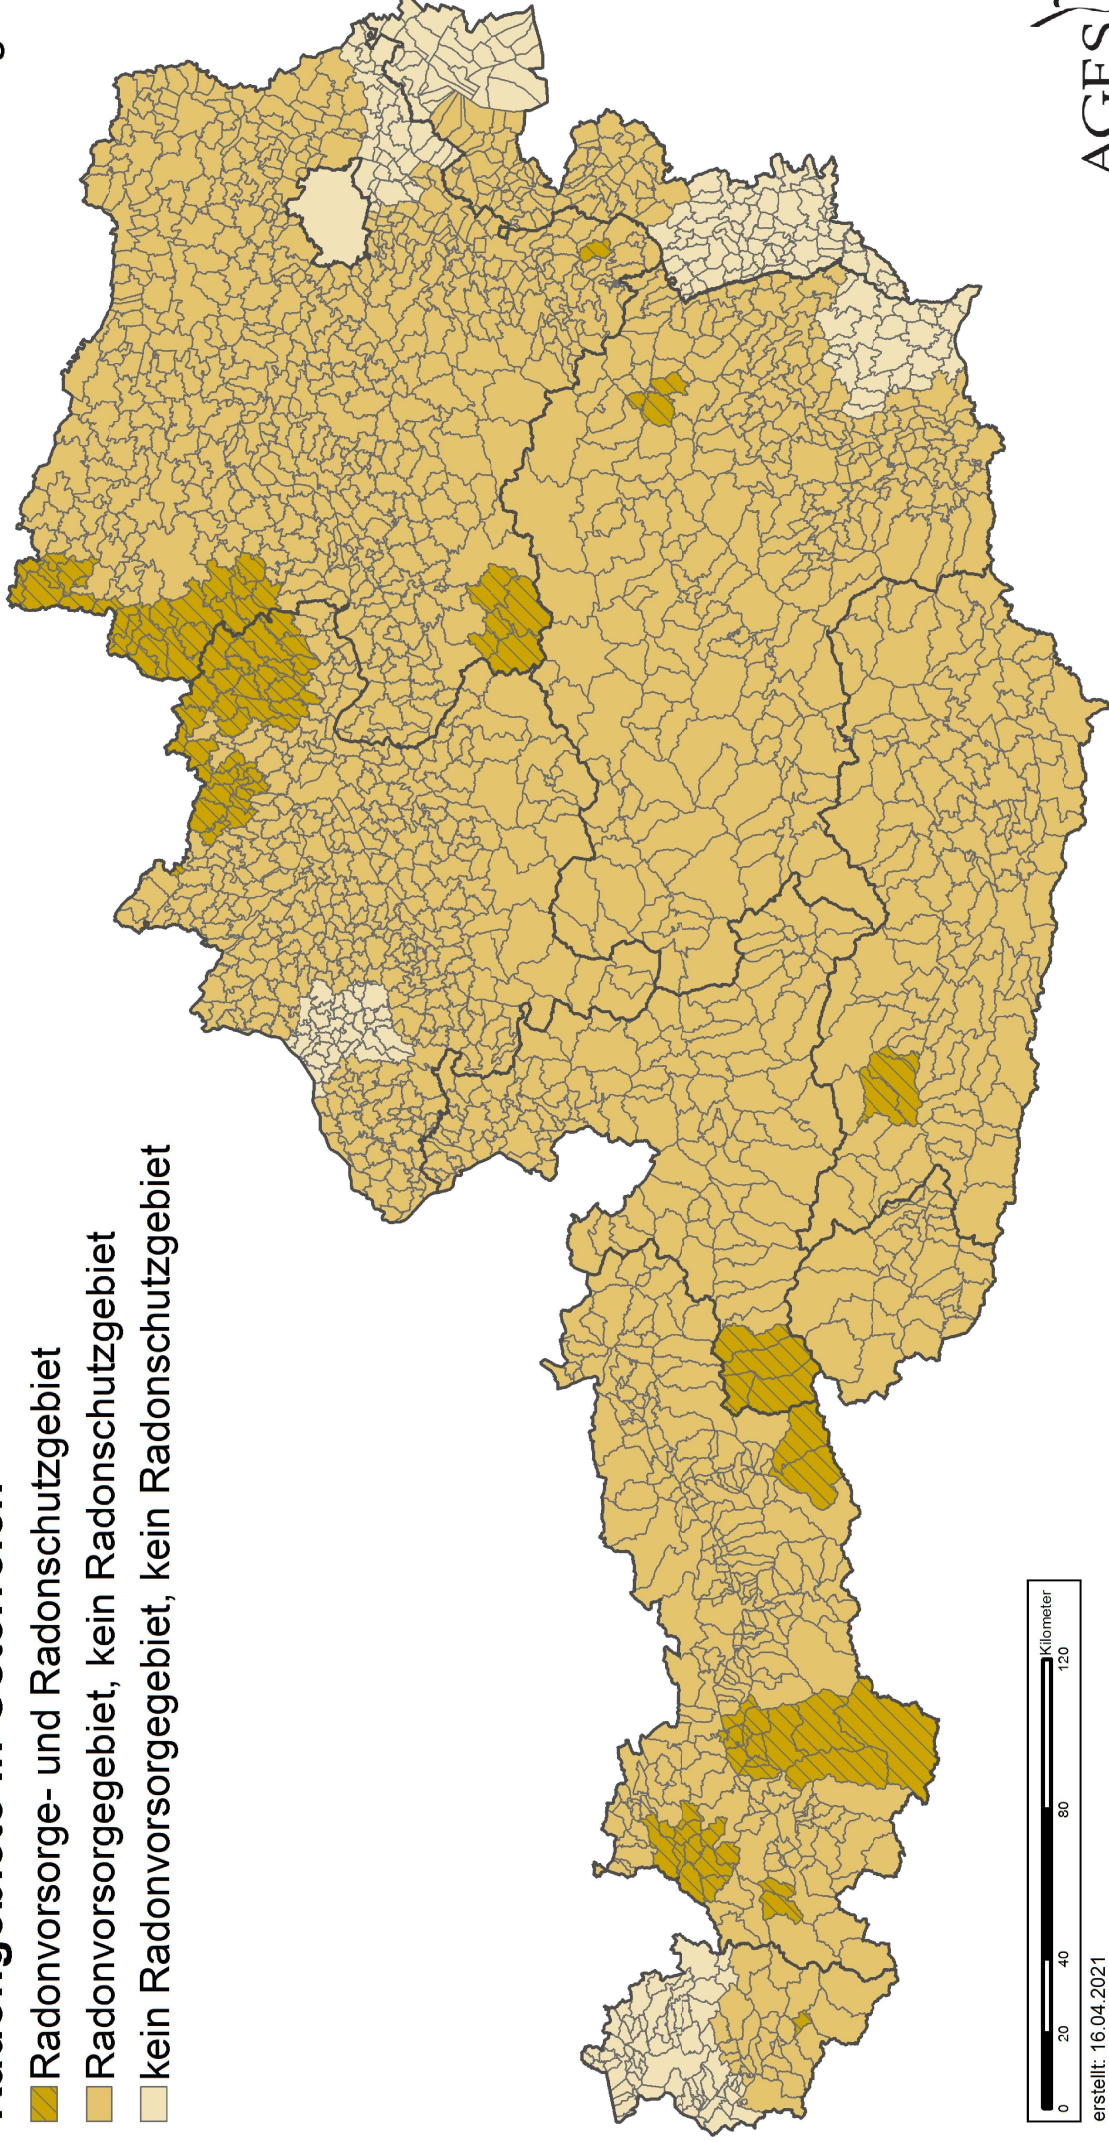 Radonvorsorge- und Radonschutzgebiet
Radonvorsorgegebiet, kein Radonschutzgebiet
kein Radonvorsorgegebiet, kein Radonschutzgebiet
Kilometer
0 20 40 80 120
erstellt: 16.04.2021